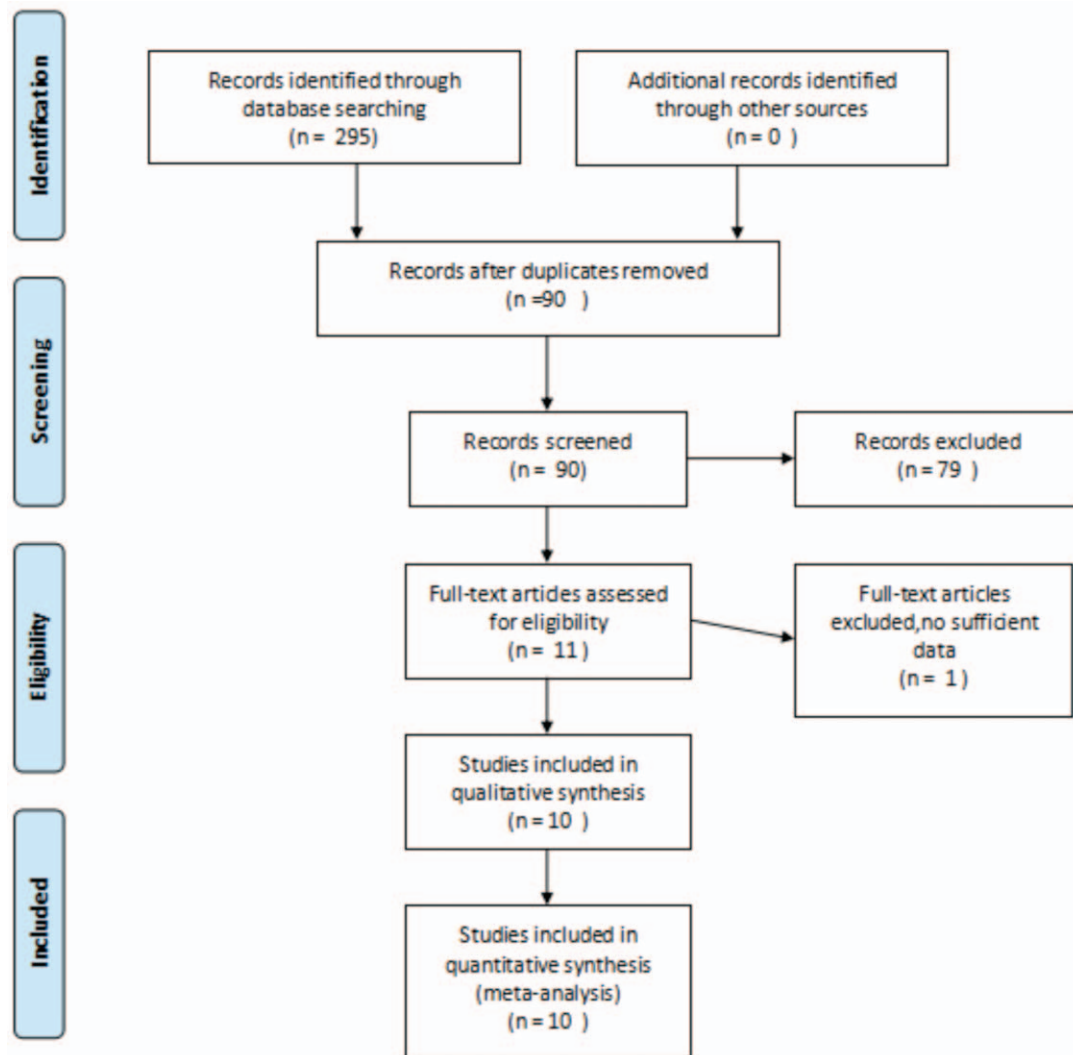 Identification
Records identified through
database searching
(n = 295)
Additional records identified
through other sources
(n = 0 )
Records after duplicates removed
(n =90 )
Screening
Records screened
(n = 90)
Records excluded
(n = 79 )
Eligibility
Full-text articles assessed
for eligibility
(n = 11 )
Full-text articles
excluded,no sufficient
data
(n = 1 )
Studies included in
qualitative synthesis
(n = 10 )
Included
Studies included in
quantitative synthesis
(meta-analysis)
(n = 10 )